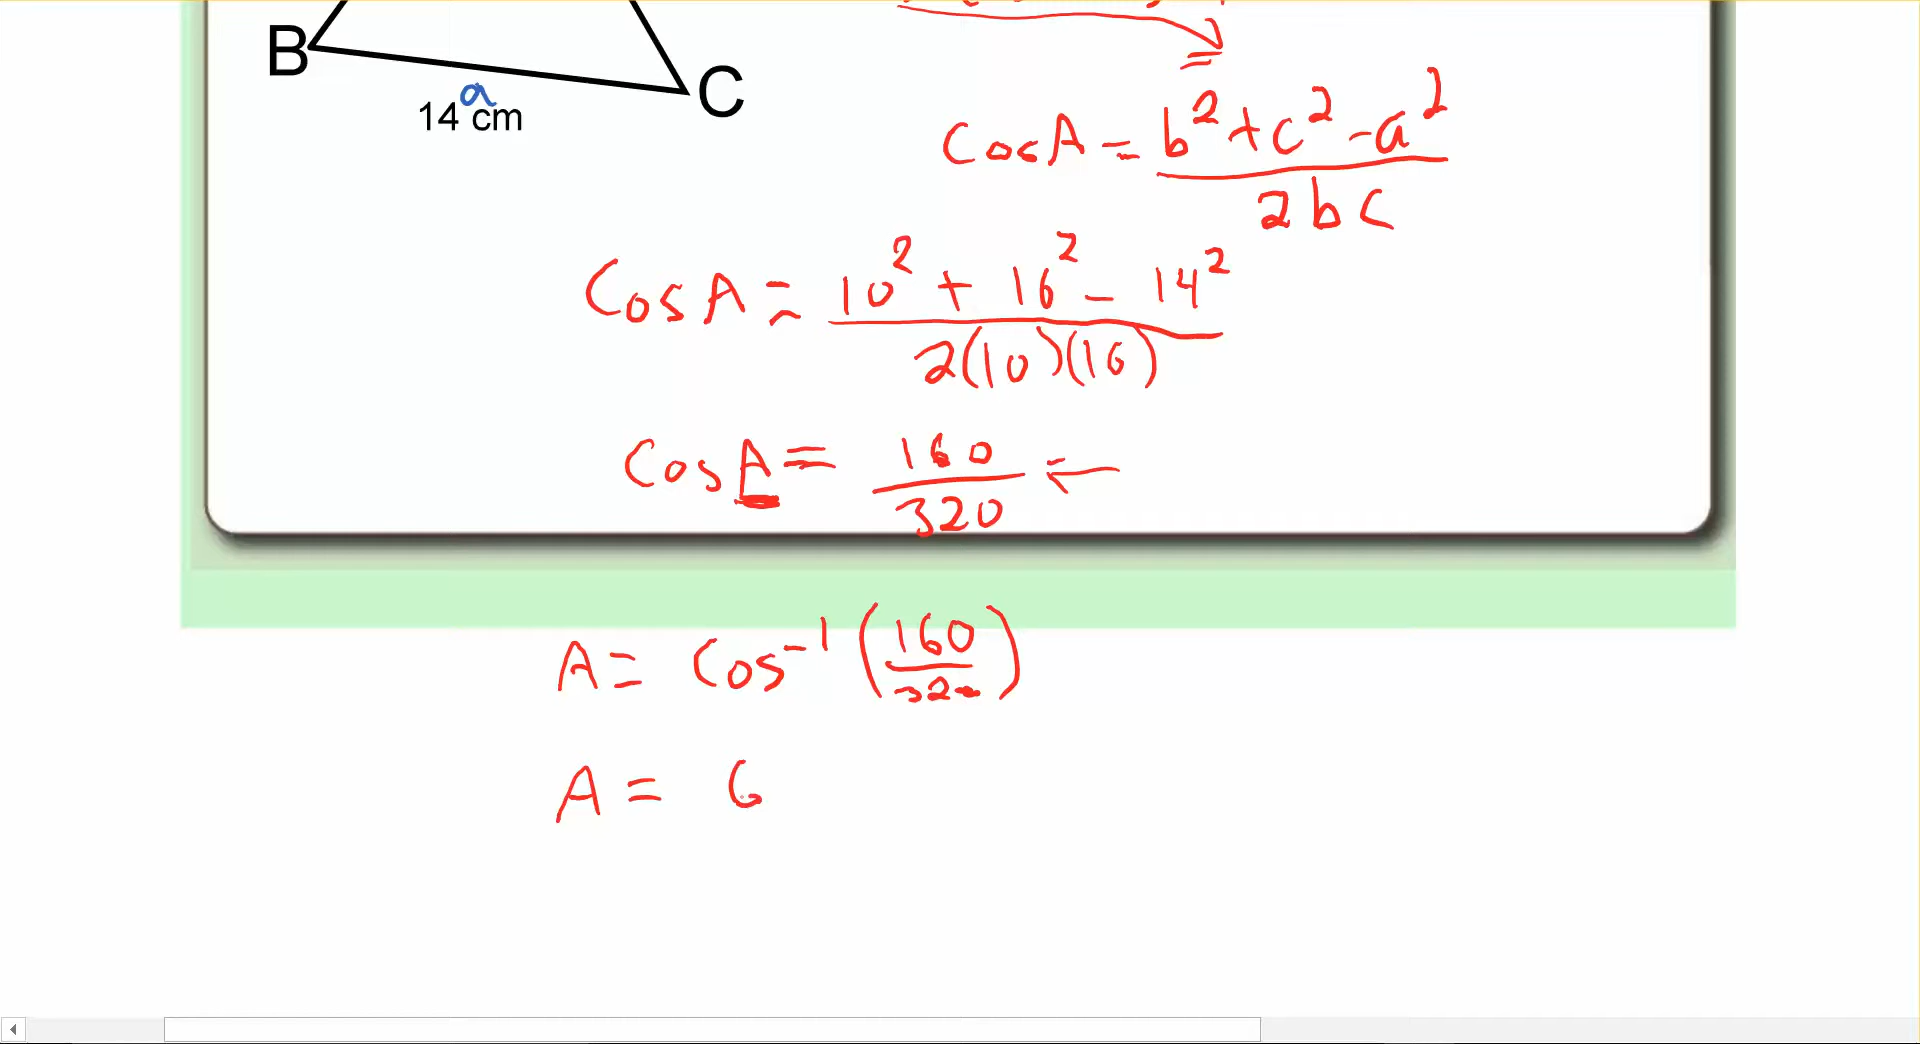 B
C
a
14 cm
=
CosA = b² + c² - a² / 2bc
CosA = 10² + 16² - 14² / 2(10)(16)
CosA = 160 / 320 ←
A = Cos⁻¹(160/320)
A = 6